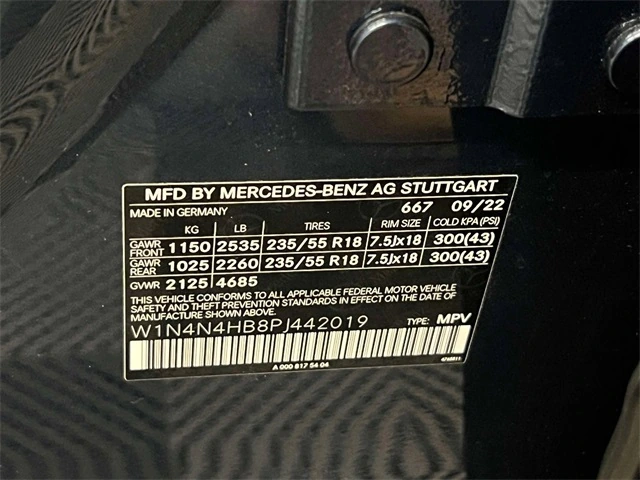 MFD BY MERCEDES-BENZ AG STUTTGART
MADE IN GERMANY 667 09/22
KG LB TIRES RIM SIZE COLD KPA (PSI)
GAWR FRONT 1150 2535 235/55 R18 7.5Jx18 300(43)
GAWR REAR 1025 2260 235/55 R18 7.5Jx18 300(43)
GVWR 2125 4685
THIS VEHICLE CONFORMS TO ALL APPLICABLE FEDERAL MOTOR VEHICLE
SAFETY AND THEFT PREVENTION STANDARDS IN EFFECT ON THE DATE OF
MANUFACTURE SHOWN ABOVE.
W1N4N4HB8PJ442019 TYPE: MPV
A 000 817 54 04